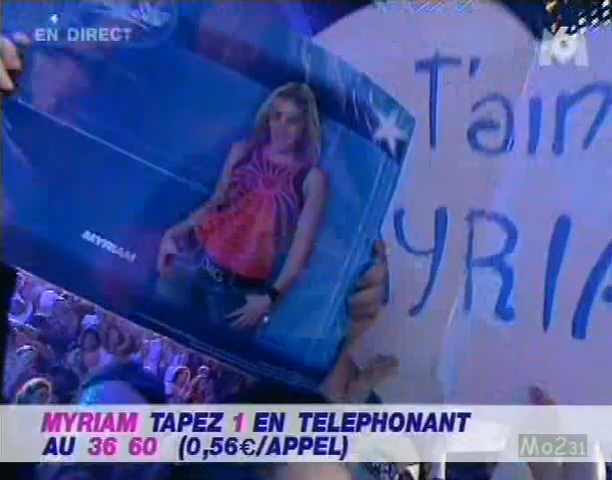 EN DIRECT
M6
T'aim
MYRIAM
YRIA
MYRIAM TAPEZ 1 EN TELEPHONANT
AU 36 60 (0,56€/APPEL)
Mo231